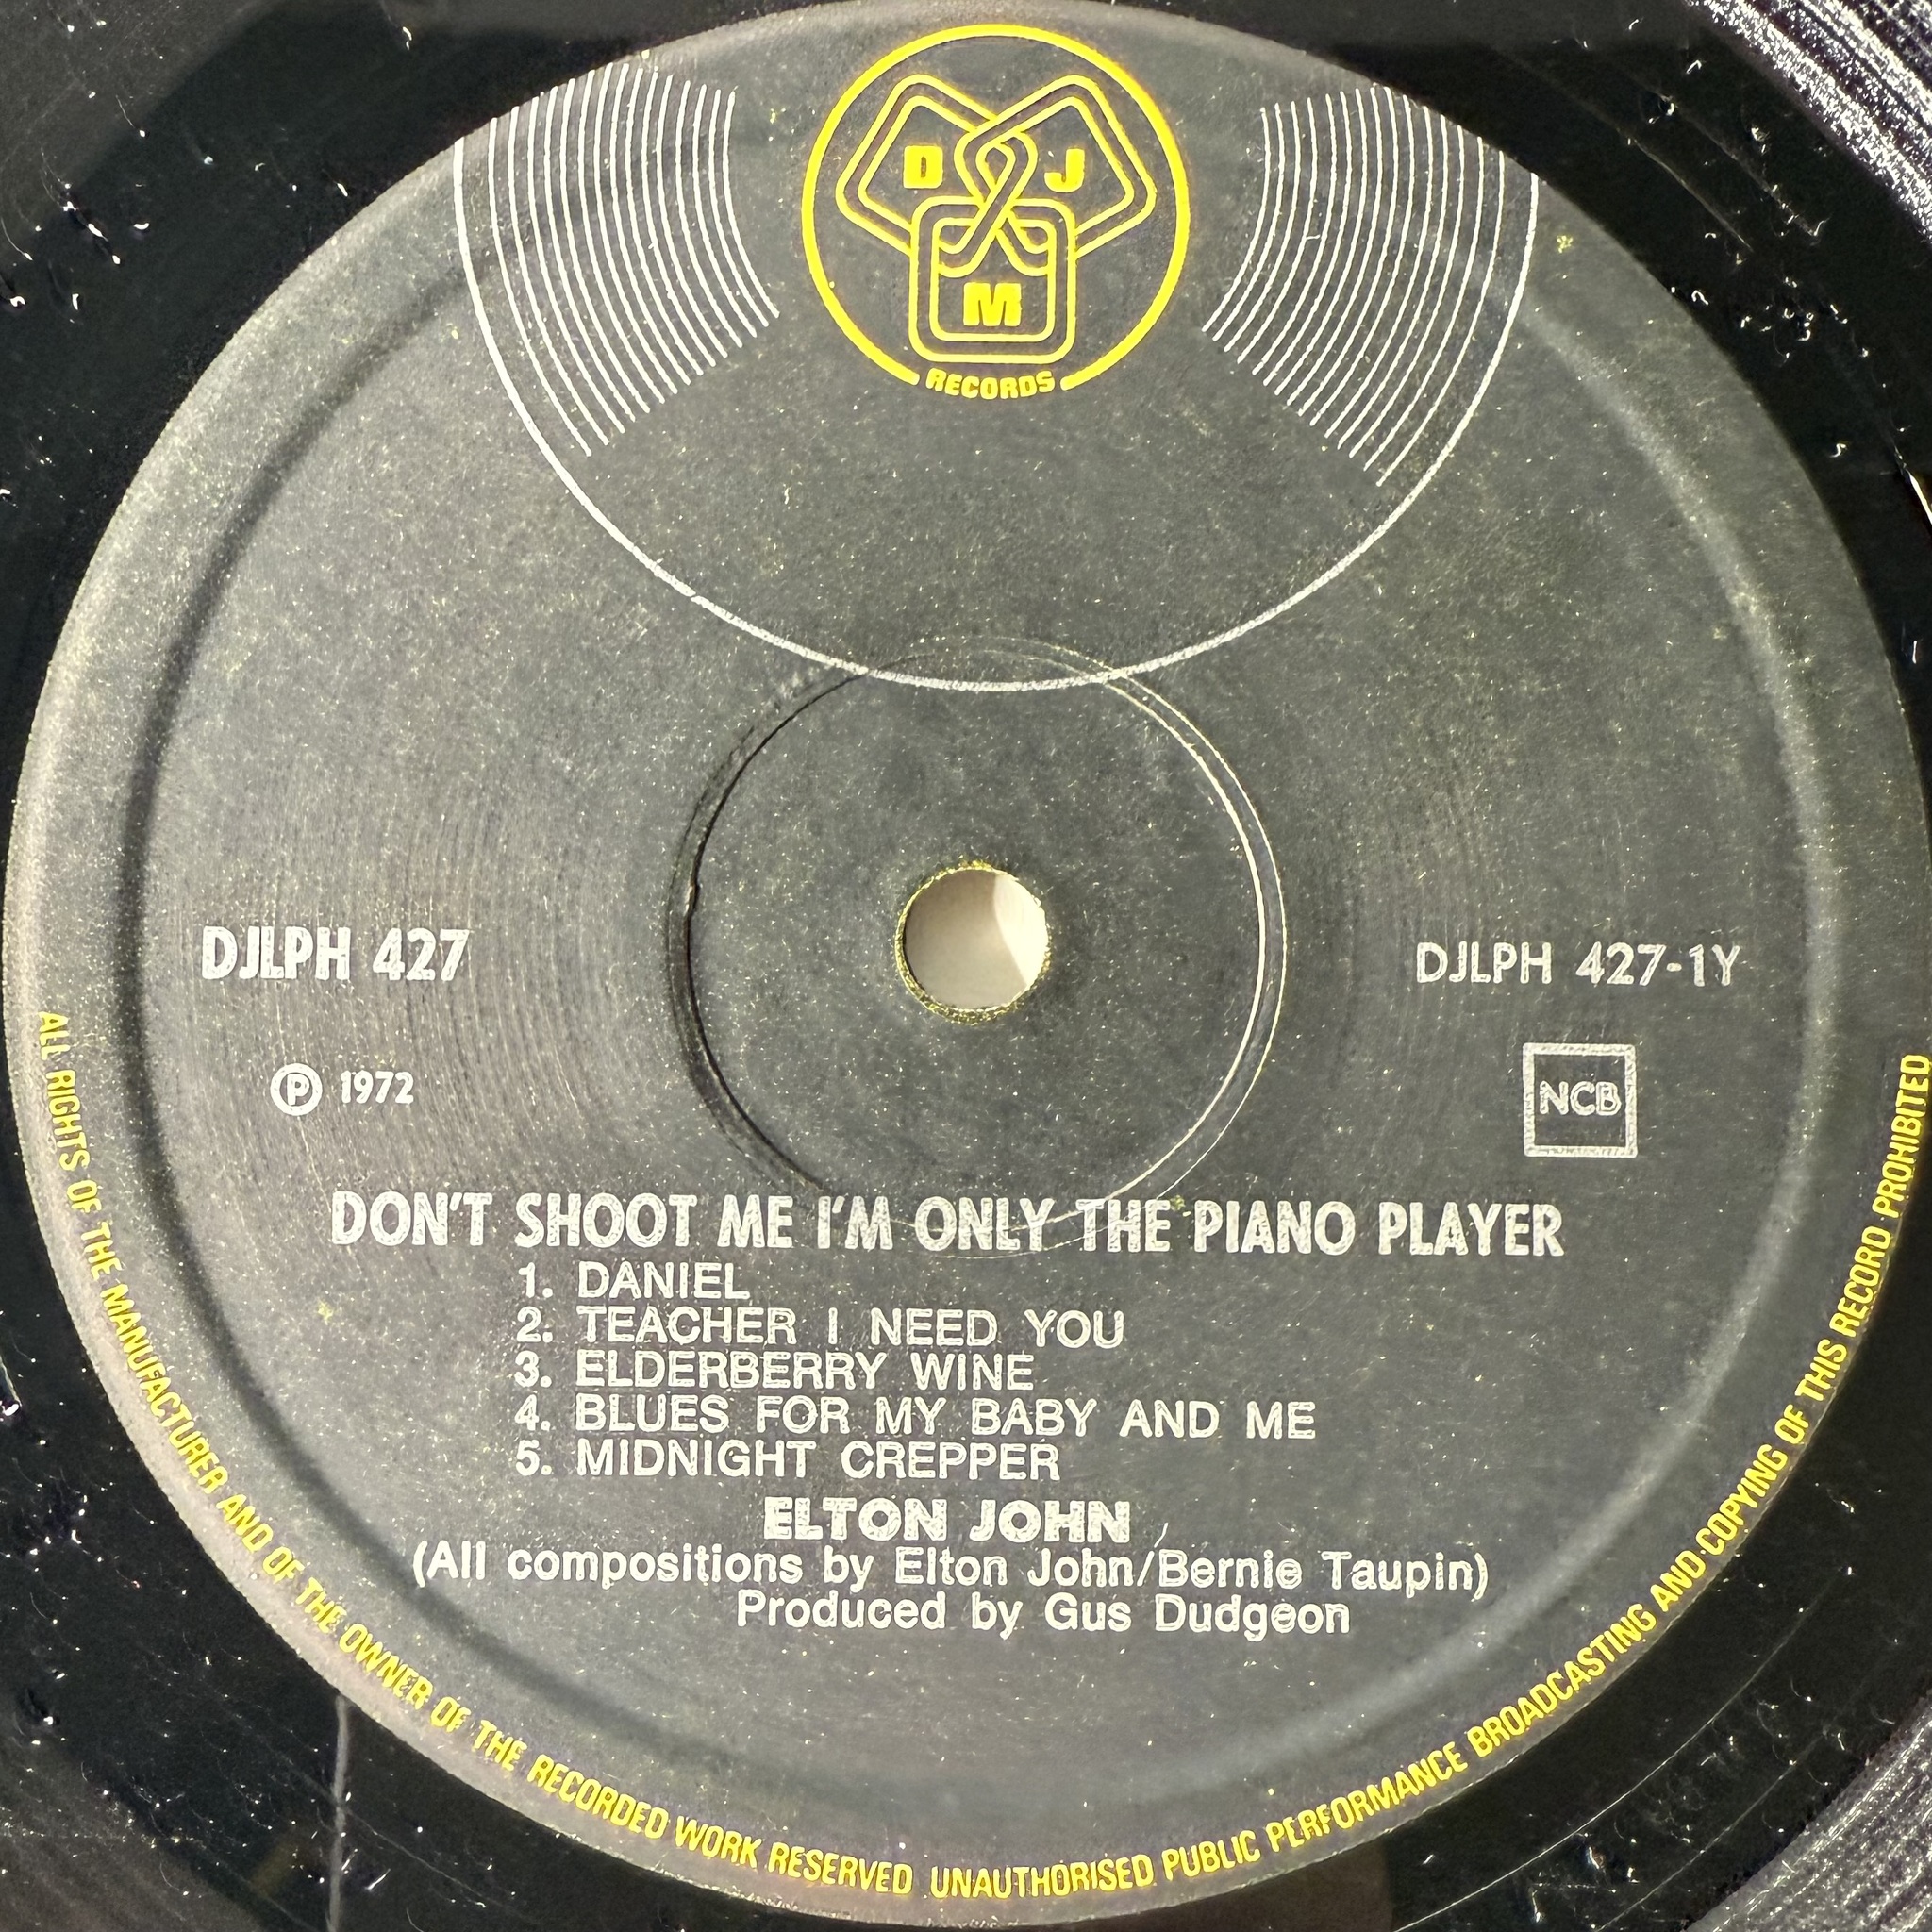 D J
M
RECORDS
DJLPH 427
DJLPH 427-1Y
Ⓟ 1972
NCB
DON'T SHOOT ME I'M ONLY THE PIANO PLAYER
1. DANIEL
2. TEACHER I NEED YOU
3. ELDERBERRY WINE
4. BLUES FOR MY BABY AND ME
5. MIDNIGHT CREPPER
ELTON JOHN
(All compositions by Elton John/Bernie Taupin)
Produced by Gus Dudgeon
ALL RIGHTS OF THE MANUFACTURER AND OF THE OWNER OF THE RECORDED WORK RESERVED UNAUTHORISED PUBLIC PERFORMANCE BROADCASTING AND COPYING OF THIS RECORD PROHIBITED